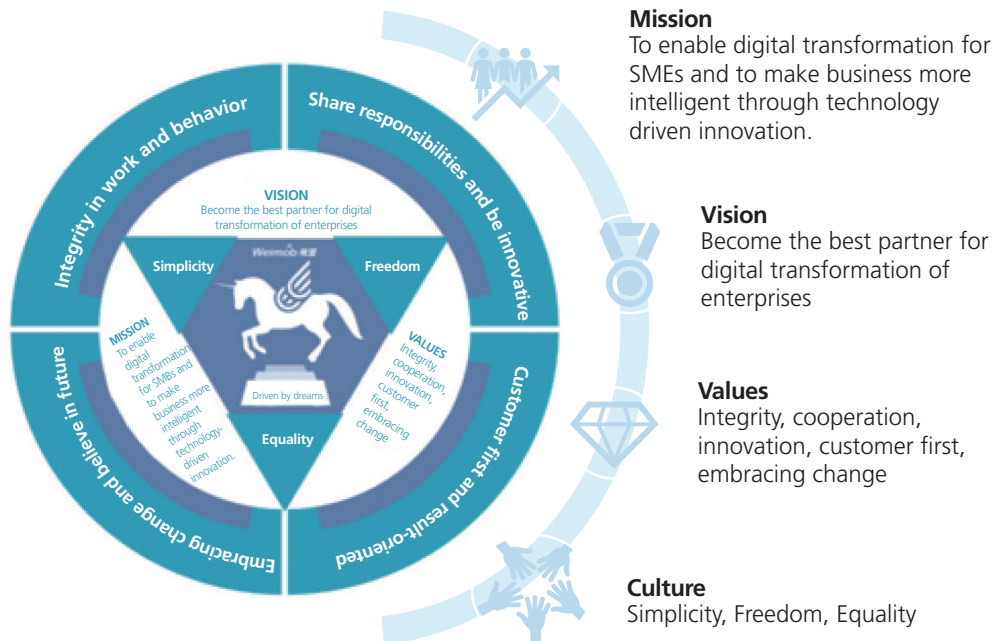 Integrity in work and behavior
Share responsibilities and be innovative
Customer first and result-oriented
Embracing change and believe in future
VISION
Become the best partner for digital
transformation of enterprises
Simplicity
Weimob 微盟
Freedom
MISSION
To enable
digital
transformation
for SMBs and
to make
business more
intelligent
through
technology-
driven
innovation.
VALUES
Integrity,
cooperation,
innovation,
customer
first,
embracing
change
Driven by dreams
Equality
Mission
To enable digital transformation for
SMEs and to make business more
intelligent through technology
driven innovation.
Vision
Become the best partner for
digital transformation of
enterprises
Values
Integrity, cooperation,
innovation, customer first,
embracing change
Culture
Simplicity, Freedom, Equality